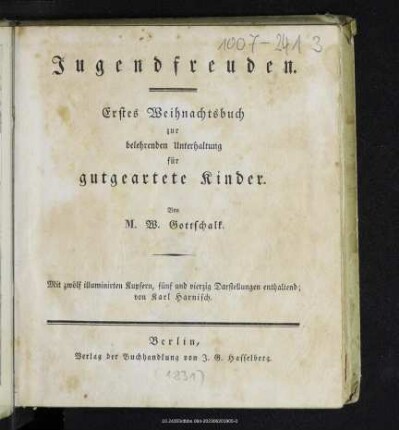 1007-241 3
Jugendfreuden.
Erstes Weihnachtsbuch
zur
belehrenden Unterhaltung
für
gutgeartete Kinder.
Von
M. W. Gottschalk.
Mit zwölf illuminirten Kupfern, fünf und vierzig Darstellungen enthaltend;
von Karl Harnisch.
Berlin,
Verlag der Buchhandlung von J. G. Hasselberg.
(1831)